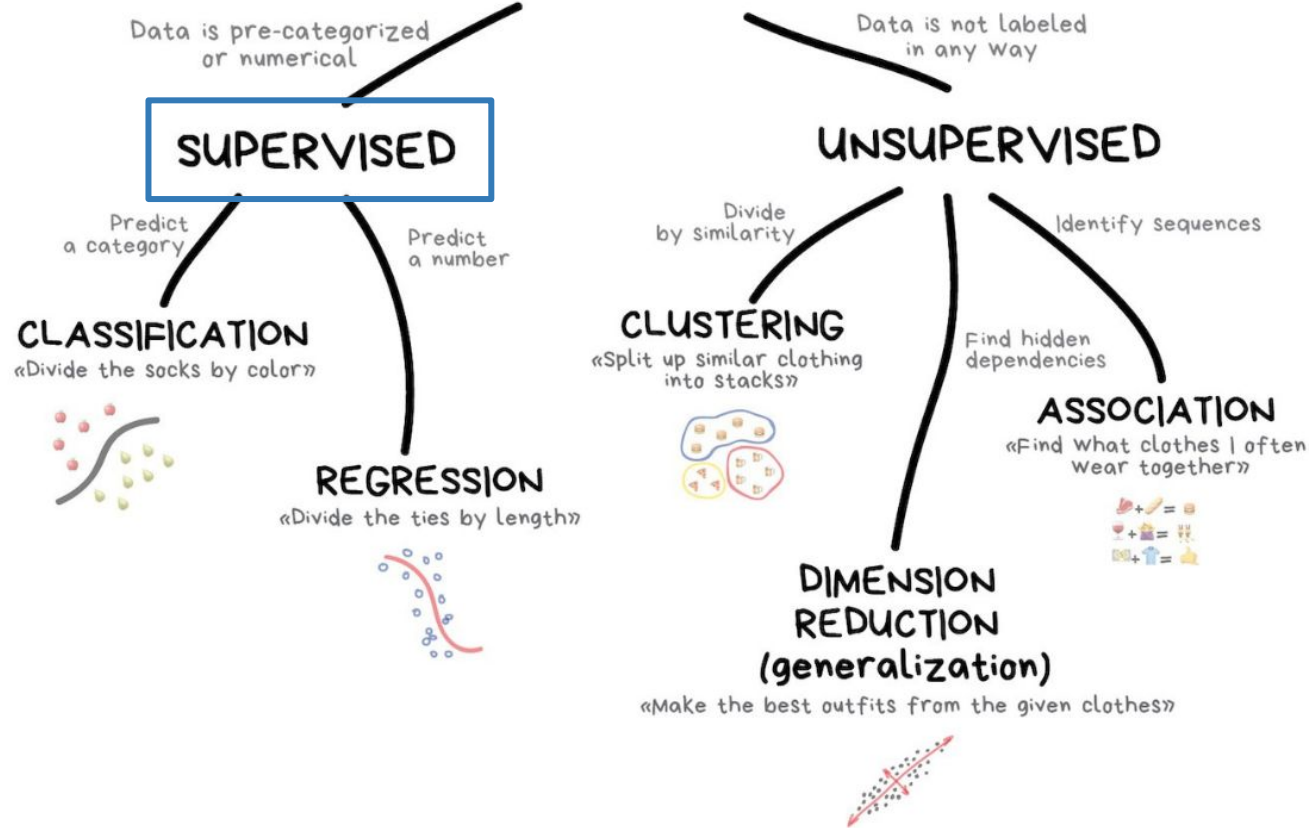 Data is pre-categorized
or numerical
SUPERVISED
Predict
a category
Predict
a number
CLASSIFICATION
«Divide the socks by color»
REGRESSION
«Divide the ties by length»
Data is not labeled
in any way
UNSUPERVISED
Divide
by similarity
Identify sequences
CLUSTERING
«Split up similar clothing
into stacks»
Find hidden
dependencies
ASSOCIATION
«Find what clothes I often
wear together»
+ =
+ =
+ =
DIMENSION
REDUCTION
(generalization)
«Make the best outfits from the given clothes»